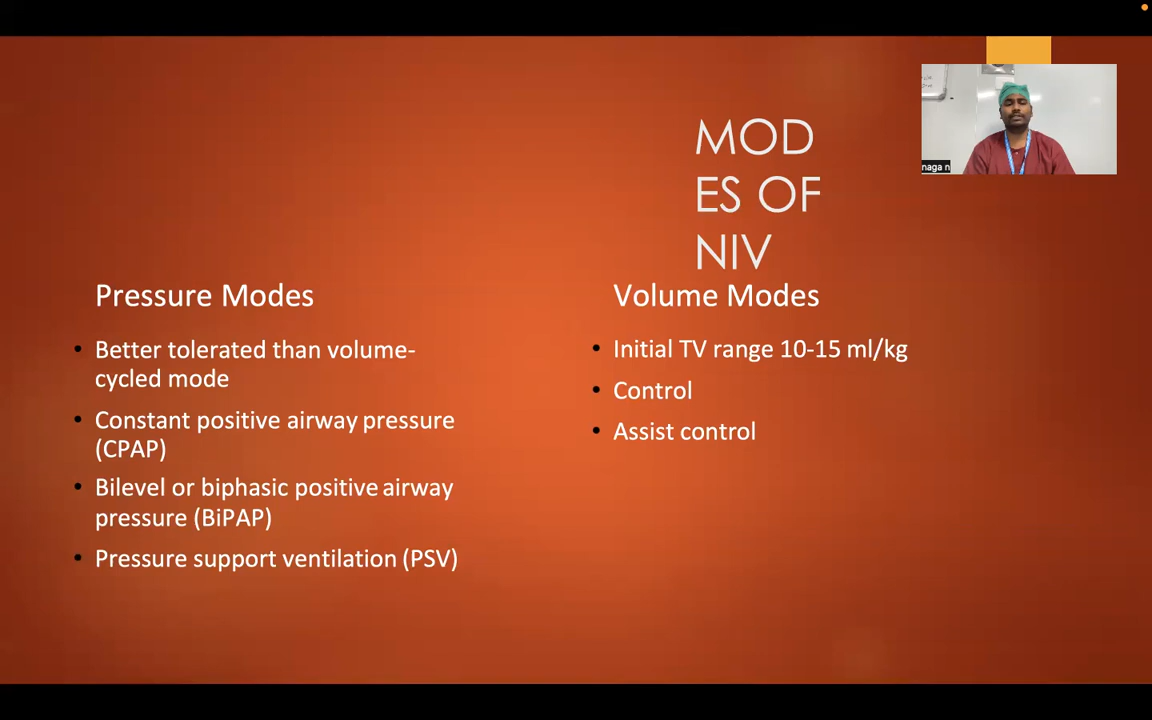 MOD
ES OF
NIV
Pressure Modes
• Better tolerated than volume-
cycled mode
• Constant positive airway pressure
(CPAP)
• Bilevel or biphasic positive airway
pressure (BiPAP)
• Pressure support ventilation (PSV)
Volume Modes
• Initial TV range 10-15 ml/kg
• Control
• Assist control
naga n